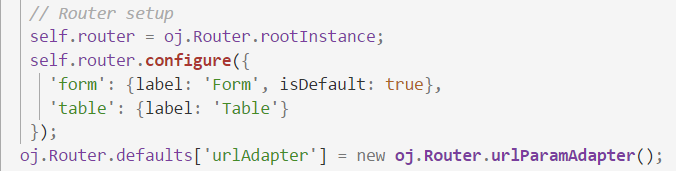 // Router setup
self.router = oj.Router.rootInstance;
self.router.configure({
'form': {label: 'Form', isDefault: true},
'table': {label: 'Table'}
});
oj.Router.defaults['urlAdapter'] = new oj.Router.urlParamAdapter();